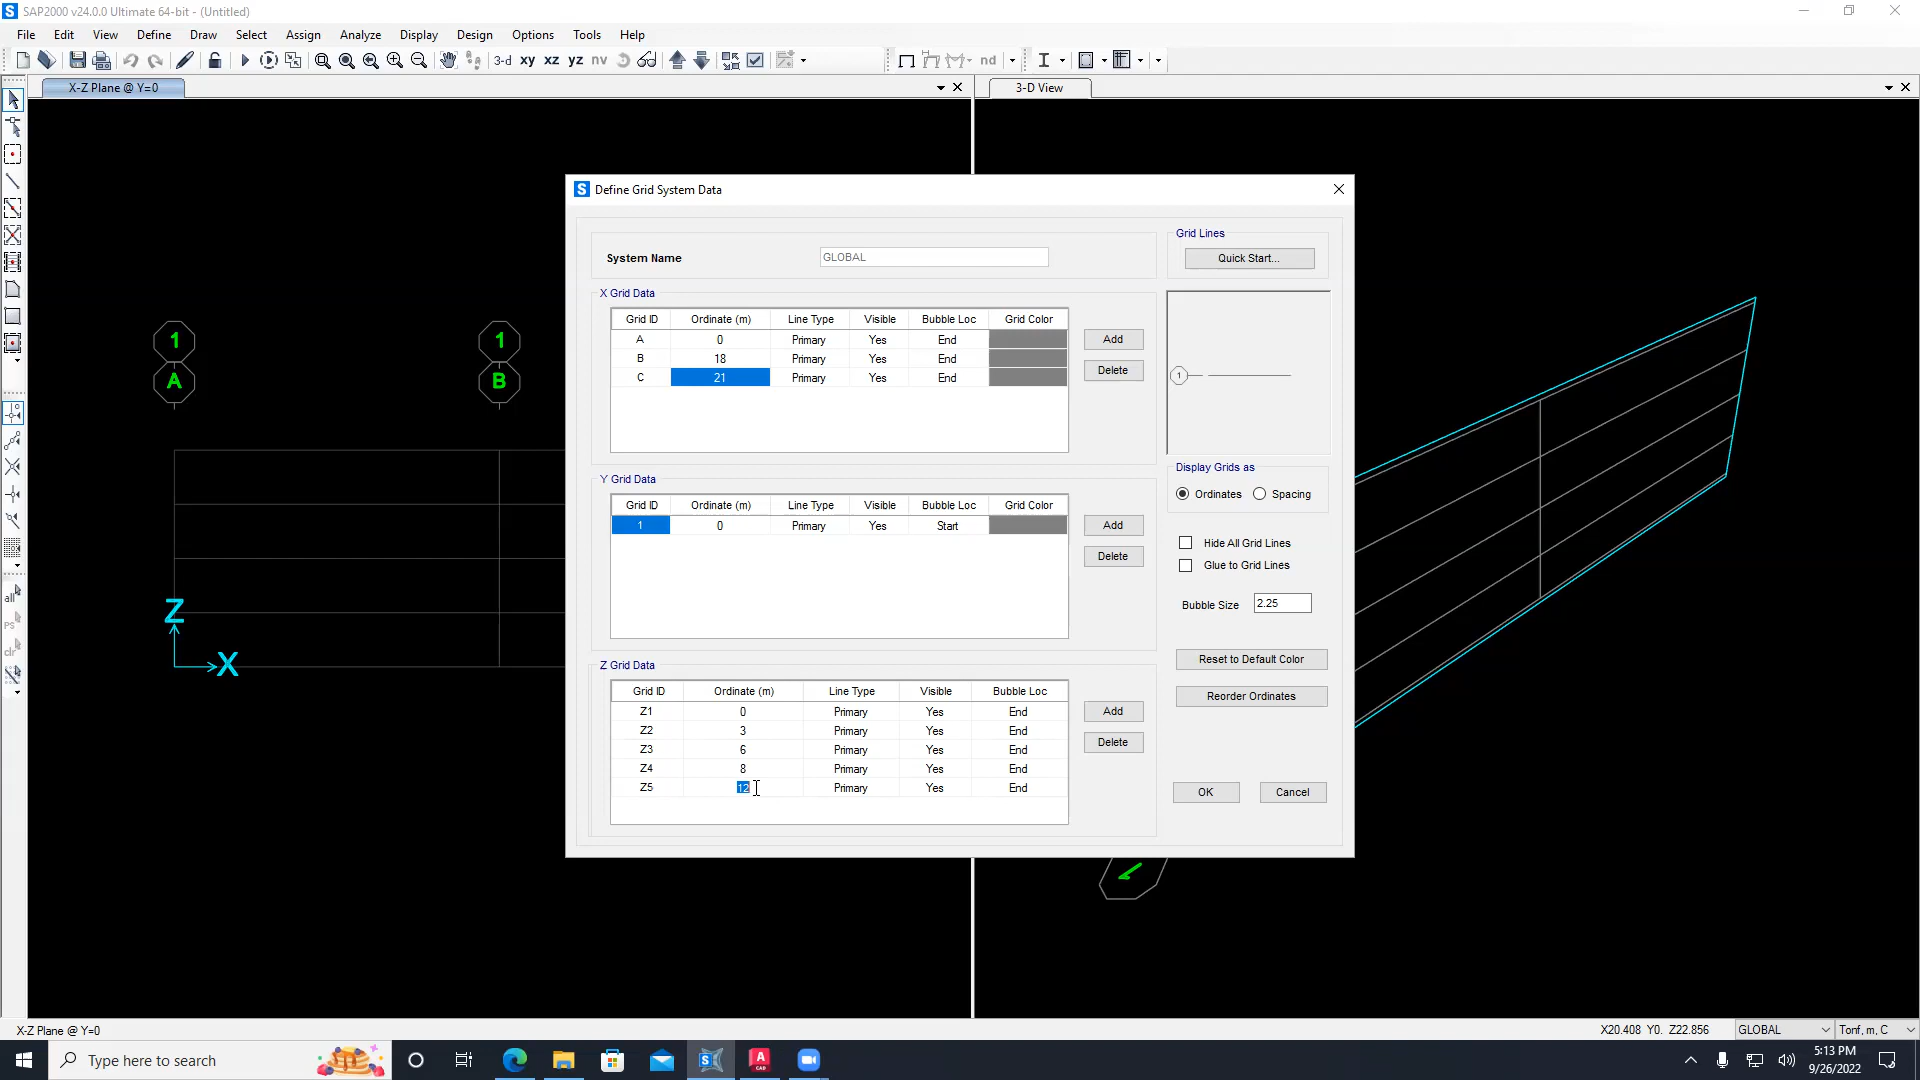 SAP2000 v24.0.0 Ultimate 64-bit - (Untitled)
File Edit View Define Draw Select Assign Analyze Display Design Options Tools Help
3-d xy xz yz nv nd
X-Z Plane @ Y=0
3-D View
Define Grid System Data
System Name GLOBAL
Grid Lines
Quick Start...
X Grid Data
Grid ID Ordinate (m) Line Type Visible Bubble Loc Grid Color
A 0 Primary Yes End
B 18 Primary Yes End
C 21 Primary Yes End
Add
Delete
1
Y Grid Data
Grid ID Ordinate (m) Line Type Visible Bubble Loc Grid Color
1 0 Primary Yes Start
Add
Delete
Display Grids as
Ordinates Spacing
Hide All Grid Lines
Glue to Grid Lines
Bubble Size 2.25
Reset to Default Color
Reorder Ordinates
Z Grid Data
Grid ID Ordinate (m) Line Type Visible Bubble Loc
Z1 0 Primary Yes End
Z2 3 Primary Yes End
Z3 6 Primary Yes End
Z4 8 Primary Yes End
Z5 12 Primary Yes End
Add
Delete
OK Cancel
1 1
A B
Z
X
1
all
ps
clr
X-Z Plane @ Y=0
X20.408 Y0. Z22.856
GLOBAL
Tonf, m, C
Type here to search
A
CAD
5:13 PM
9/26/2022